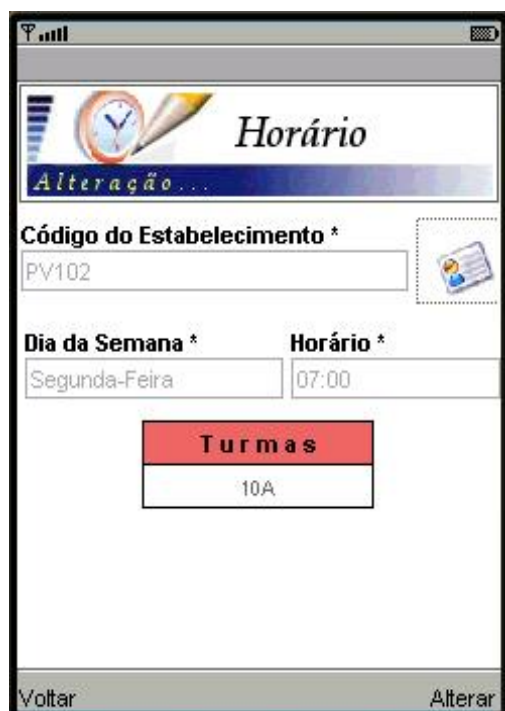 Horário
Alteração...
Código do Estabelecimento *
PV102
Dia da Semana * Horário *
Segunda-Feira 07:00
Turmas
10A
Voltar Alterar